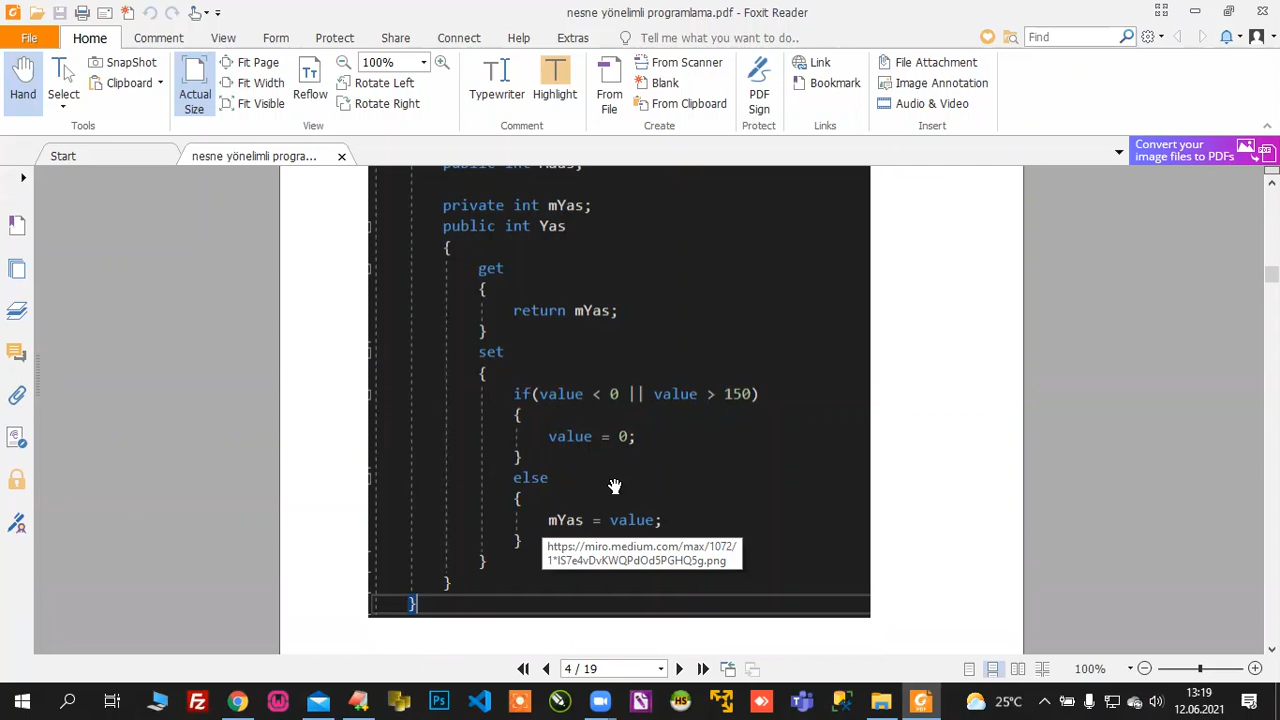 nesne yönelimli programlama.pdf - Foxit Reader
File Home Comment View Form Protect Share Connect Help Extras Tell me what you want to do... Find
Hand
Select
SnapShot
Clipboard
Tools
Actual
Size
Fit Page
Fit Width
Fit Visible
Reflow
100%
Rotate Left
Rotate Right
View
Typewriter
Highlight
Comment
From
File
From Scanner
Blank
From Clipboard
Create
PDF
Sign
Protect
Link
Bookmark
Links
File Attachment
Image Annotation
Audio & Video
Insert
Start
nesne yönelimli progra...
Convert your
image files to PDFs
private int mYas;
public int Yas
{
get
{
return mYas;
}
set
{
if(value < 0 || value > 150)
{
value = 0;
}
else
{
mYas = value;
}
https://miro.medium.com/max/1072/
1*IS7e4vDvKWQPdOd5PGHQ5g.png
}
}
}
4 / 19
100%
25°C
13:19
12.06.2021